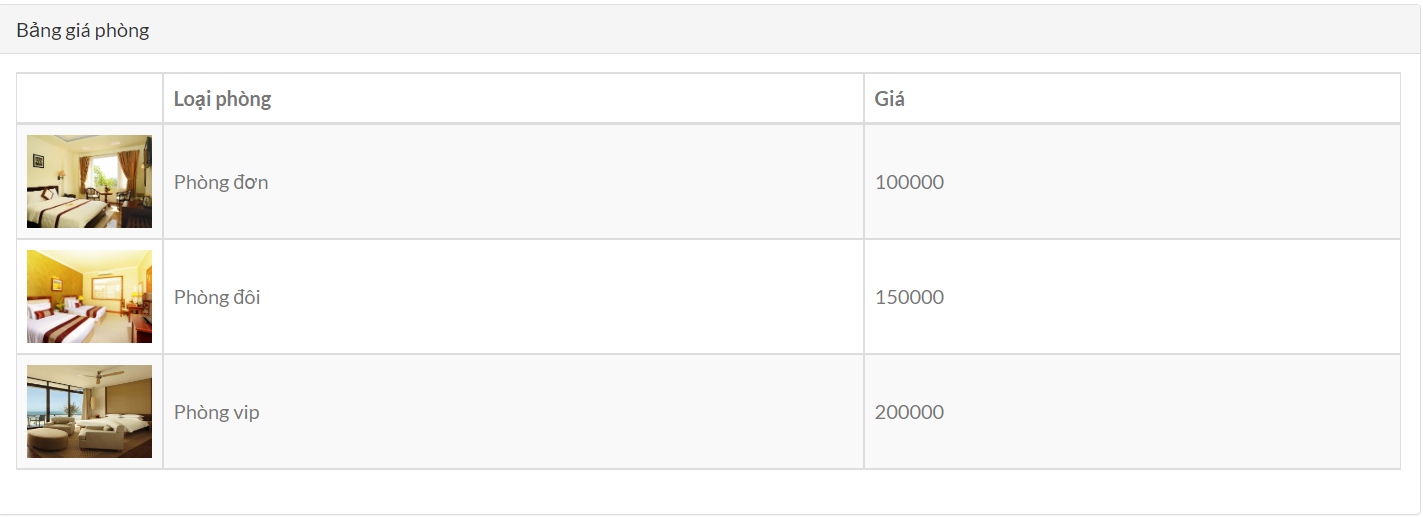 Bảng giá phòng
Loại phòng Giá
Phòng đơn 100000
Phòng đôi 150000
Phòng vip 200000